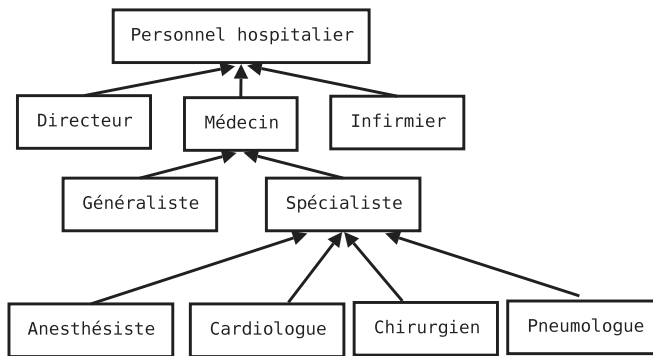 Personnel hospitalier
Directeur
Médecin
Infirmier
Généraliste
Spécialiste
Anesthésiste
Cardiologue
Chirurgien
Pneumologue